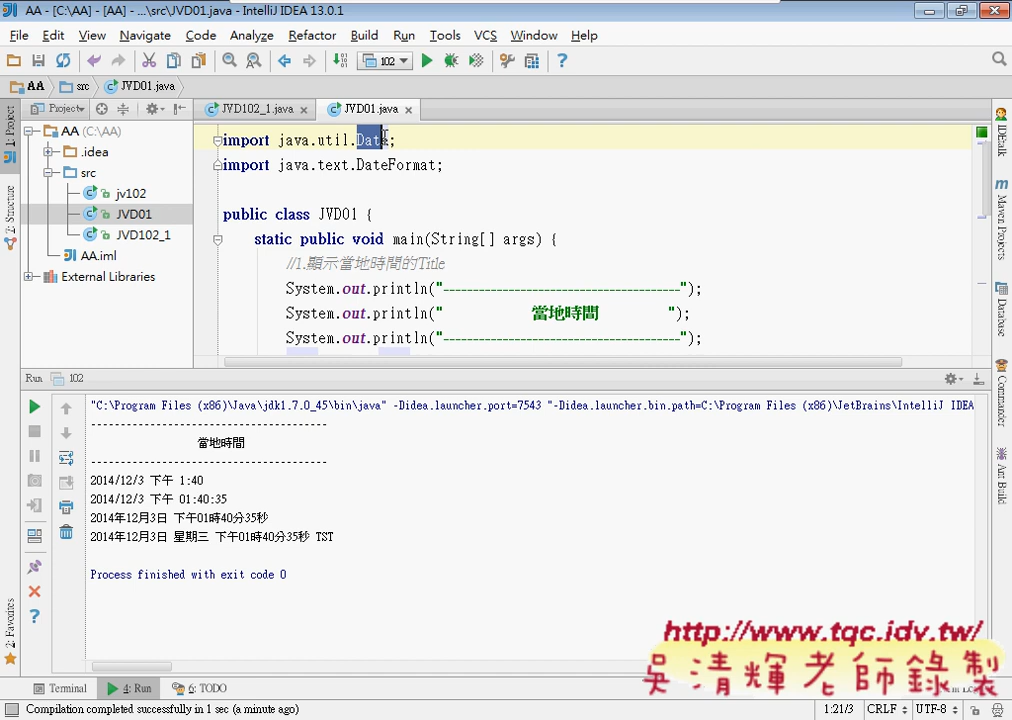 AA - [C:\AA] - [AA] - ...\src\JVD01.java - IntelliJ IDEA 13.0.1
File Edit View Navigate Code Analyze Refactor Build Run Tools VCS Window Help
102
AA src JVD01.java
1: Project
2: Structure
2: Favorites
Project
AA (C:\AA)
.idea
src
jv102
JVD01
JVD102_1
AA.iml
External Libraries
JVD102_1.java JVD01.java
import java.util.Date;
import java.text.DateFormat;
public class JVD01 {
static public void main(String[] args) {
//1.顯示當地時間的Title
System.out.println("----------------------------------------");
System.out.println(" 當地時間 ");
System.out.println("----------------------------------------");
IDEtalk
Maven Projects
Database
Commander
Ant Build
Run 102
"C:\Program Files (x86)\Java\jdk1.7.0_45\bin\java" -Didea.launcher.port=7543 "-Didea.launcher.bin.path=C:\Program Files (x86)\JetBrains\IntelliJ IDEA
----------------------------------------
當地時間
----------------------------------------
2014/12/3 下午 1:40
2014/12/3 下午 01:40:35
2014年12月3日 下午01時40分35秒
2014年12月3日 星期三 下午01時40分35秒 TST
Process finished with exit code 0
http://www.tqc.idv.tw/
吳清輝老師錄製
Terminal 4: Run 6: TODO
Compilation completed successfully in 1 sec (a minute ago)
1:21/3 CRLF UTF-8